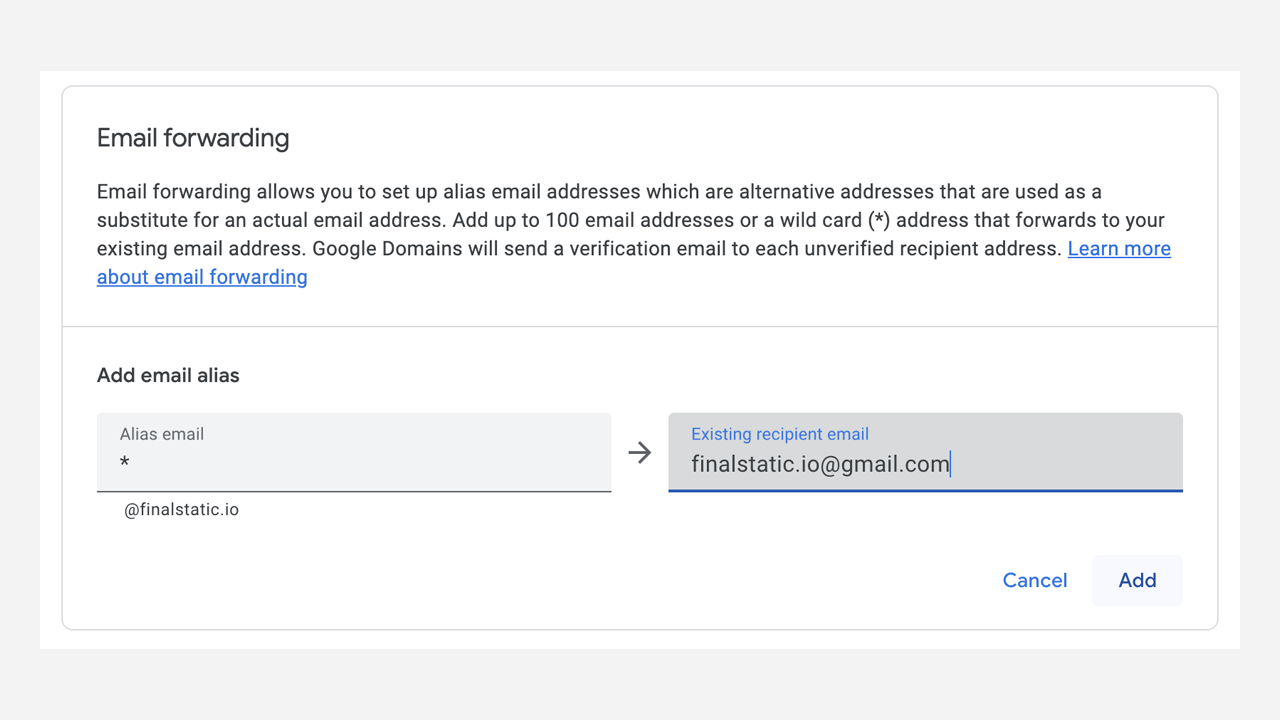 Email forwarding
Email forwarding allows you to set up alias email addresses which are alternative addresses that are used as a
substitute for an actual email address. Add up to 100 email addresses or a wild card (*) address that forwards to your
existing email address. Google Domains will send a verification email to each unverified recipient address. Learn more
about email forwarding
Add email alias
Alias email
*
@finalstatic.io
Existing recipient email
finalstatic.io@gmail.com
Cancel
Add